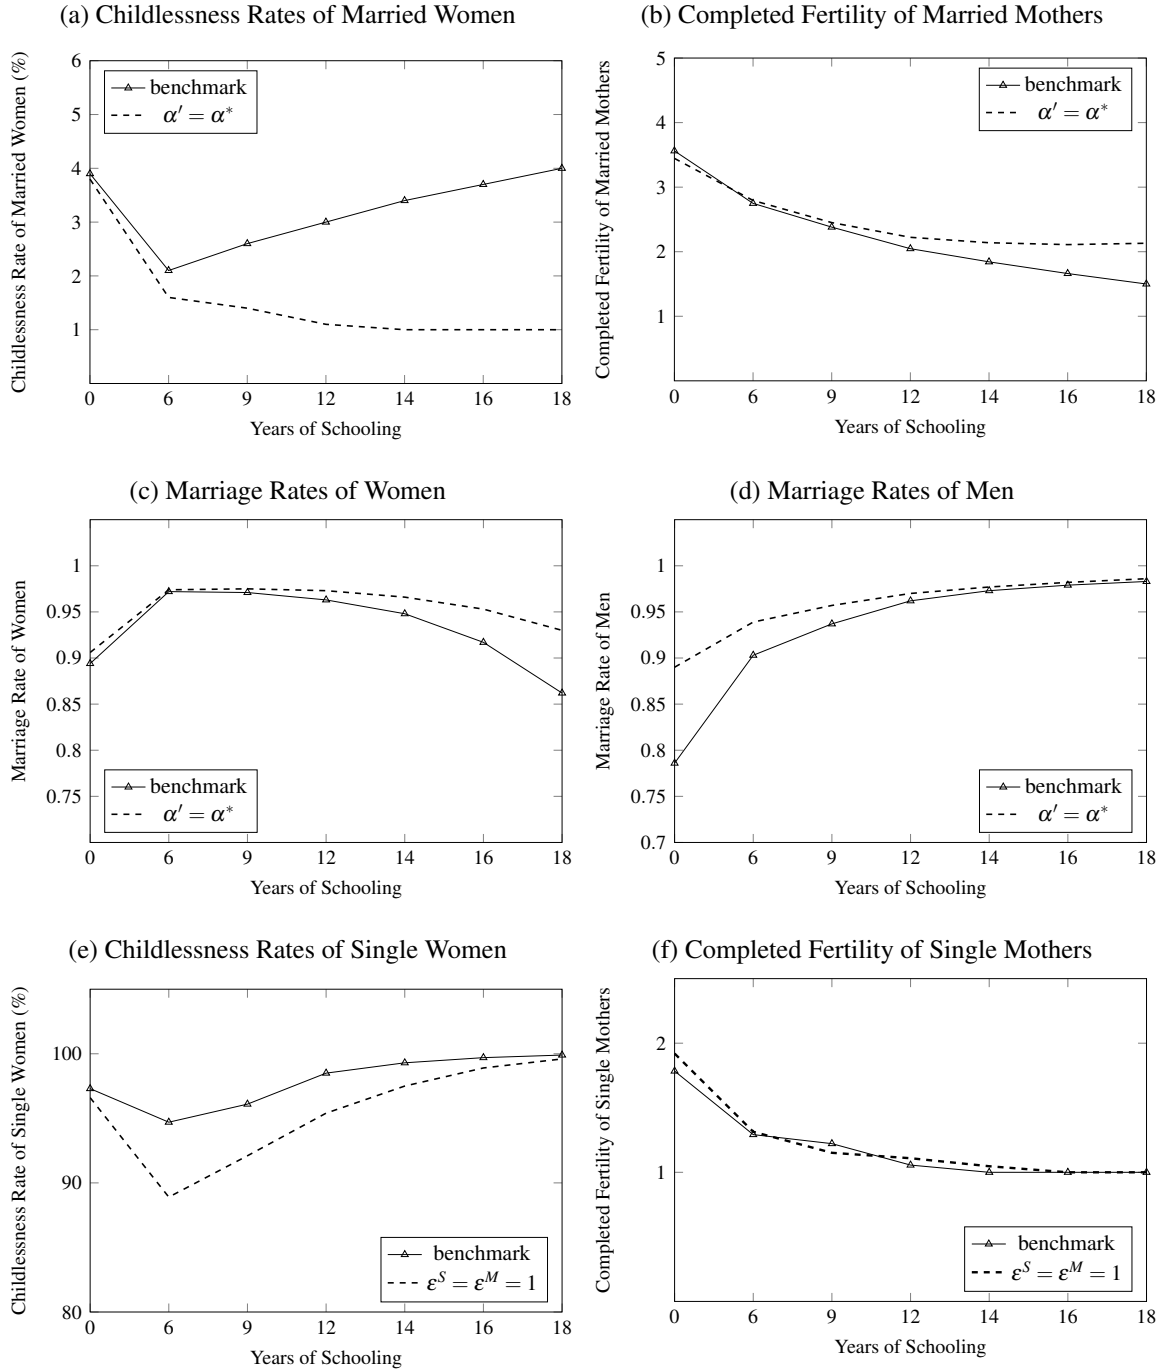 (a) Childlessness Rates of Married Women
Childlessness Rate of Married Women (%)
6
5
4
3
2
1
benchmark
α′ = α*
0 6 9 12 14 16 18
Years of Schooling
(b) Completed Fertility of Married Mothers
Completed Fertility of Married Mothers
5
4
3
2
1
benchmark
α′ = α*
0 6 9 12 14 16 18
Years of Schooling
(c) Marriage Rates of Women
Marriage Rate of Women
1
0.95
0.9
0.85
0.8
0.75
benchmark
α′ = α*
0 6 9 12 14 16 18
Years of Schooling
(d) Marriage Rates of Men
Marriage Rate of Men
1
0.95
0.9
0.85
0.8
0.75
0.7
benchmark
α′ = α*
0 6 9 12 14 16 18
Years of Schooling
(e) Childlessness Rates of Single Women
Childlessness Rate of Single Women (%)
100
90
80
benchmark
ε^S = ε^M = 1
0 6 9 12 14 16 18
Years of Schooling
(f) Completed Fertility of Single Mothers
Completed Fertility of Single Mothers
2
1
benchmark
ε^S = ε^M = 1
0 6 9 12 14 16 18
Years of Schooling